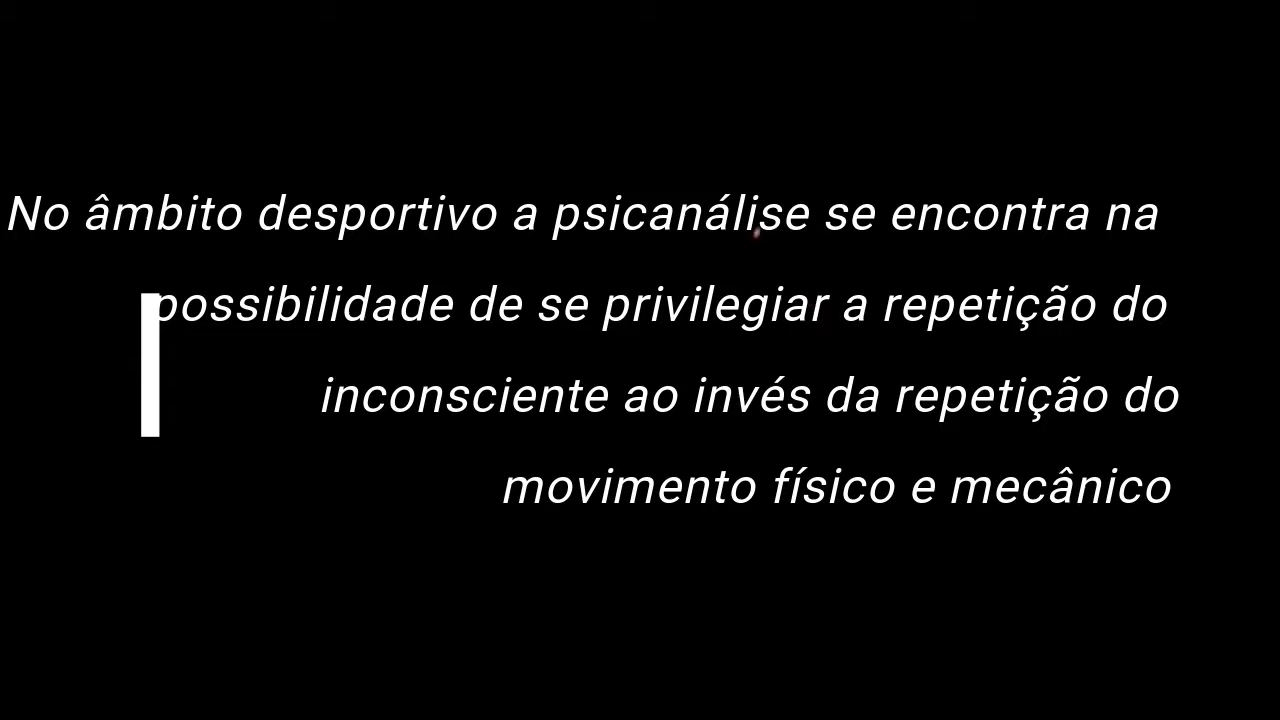 No âmbito desportivo a psicanálise se encontra na
possibilidade de se privilegiar a repetição do
inconsciente ao invés da repetição do
movimento físico e mecânico